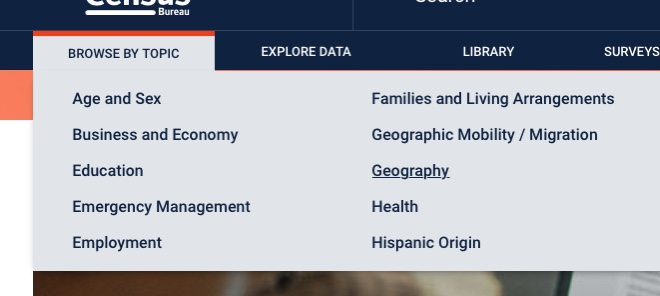 Census
Bureau
Search
BROWSE BY TOPIC
EXPLORE DATA
LIBRARY
SURVEYS
Age and Sex
Families and Living Arrangements
Business and Economy
Geographic Mobility / Migration
Education
Geography
Emergency Management
Health
Employment
Hispanic Origin